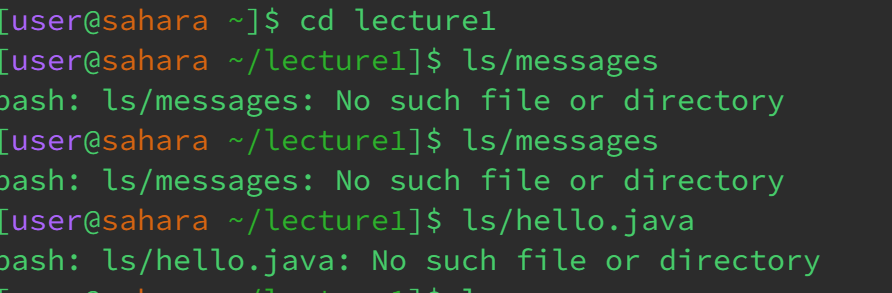 [user@sahara ~]$ cd lecture1
[user@sahara ~/lecture1]$ ls/messages
bash: ls/messages: No such file or directory
[user@sahara ~/lecture1]$ ls/messages
bash: ls/messages: No such file or directory
[user@sahara ~/lecture1]$ ls/hello.java
bash: ls/hello.java: No such file or directory